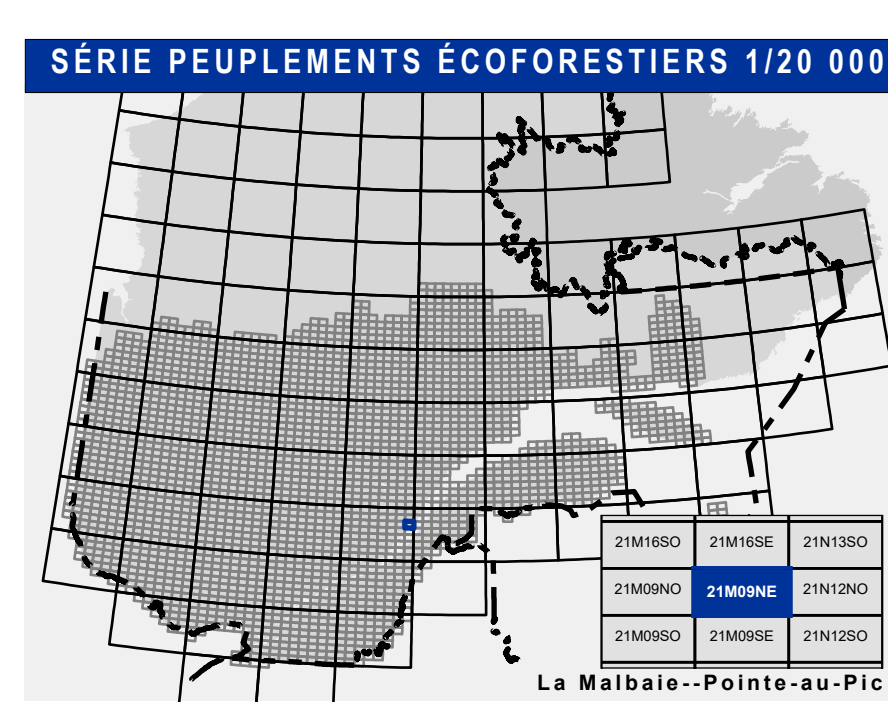 SÉRIE PEUPLEMENTS ÉCOFORESTIERS 1/20 000
21M16SO 21M16SE 21N13SO
21M09NO 21M09NE 21N12NO
21M09SO 21M09SE 21N12SO
La Malbaie--Pointe-au-Pic